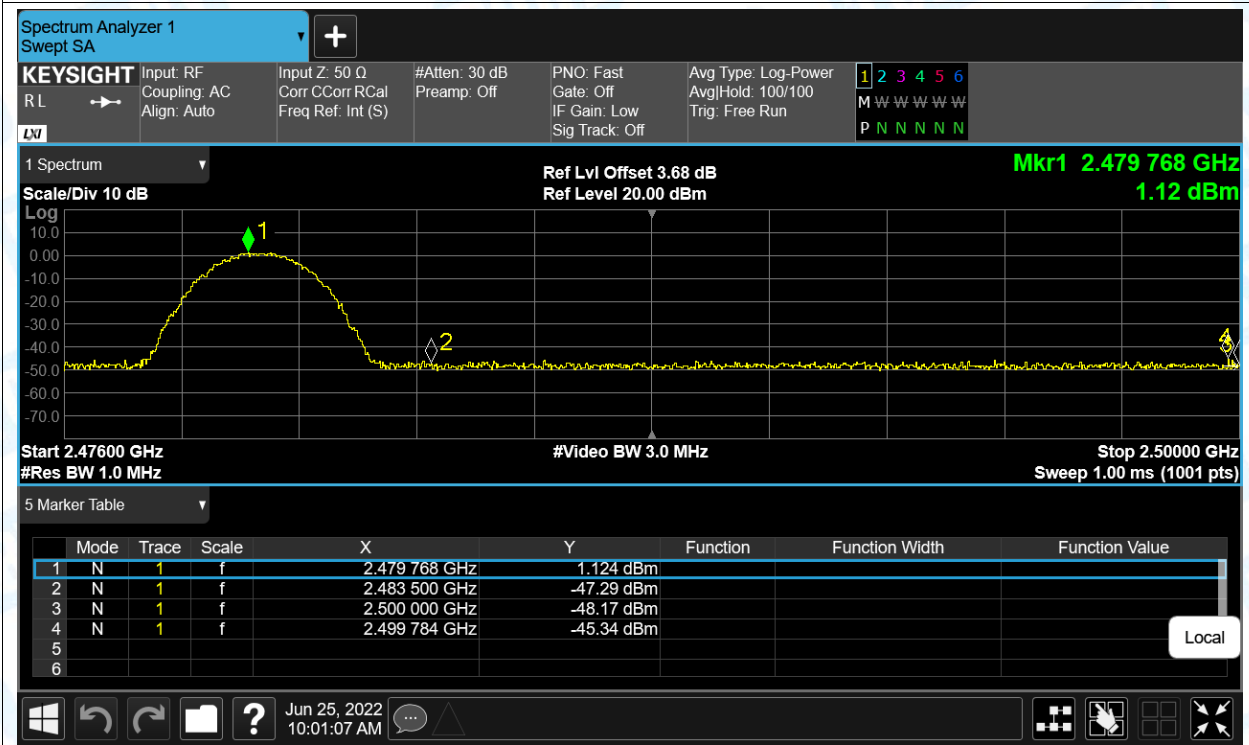 Spectrum Analyzer 1
Swept SA
+
KEYSIGHT
R L
LXI
Input: RF
Coupling: AC
Align: Auto
Input Z: 50 Ω
Corr CCorr RCal
Freq Ref: Int (S)
#Atten: 30 dB
Preamp: Off
PNO: Fast
Gate: Off
IF Gain: Low
Sig Track: Off
Avg Type: Log-Power
Avg|Hold: 100/100
Trig: Free Run
1 2 3 4 5 6
M W W W W W
P N N N N N
1 Spectrum
Scale/Div 10 dB
Ref Lvl Offset 3.68 dB
Ref Level 20.00 dBm
Mkr1 2.479 768 GHz
1.12 dBm
Log
10.0
0.00
-10.0
-20.0
-30.0
-40.0
-50.0
-60.0
-70.0
1
2
4
3
Start 2.47600 GHz
#Res BW 1.0 MHz
#Video BW 3.0 MHz
Stop 2.50000 GHz
Sweep 1.00 ms (1001 pts)
5 Marker Table
Mode Trace Scale X Y Function Function Width Function Value
1 N 1 f 2.479 768 GHz 1.124 dBm
2 N 1 f 2.483 500 GHz -47.29 dBm
3 N 1 f 2.500 000 GHz -48.17 dBm
4 N 1 f 2.499 784 GHz -45.34 dBm
5
6
Local
?
Jun 25, 2022
10:01:07 AM